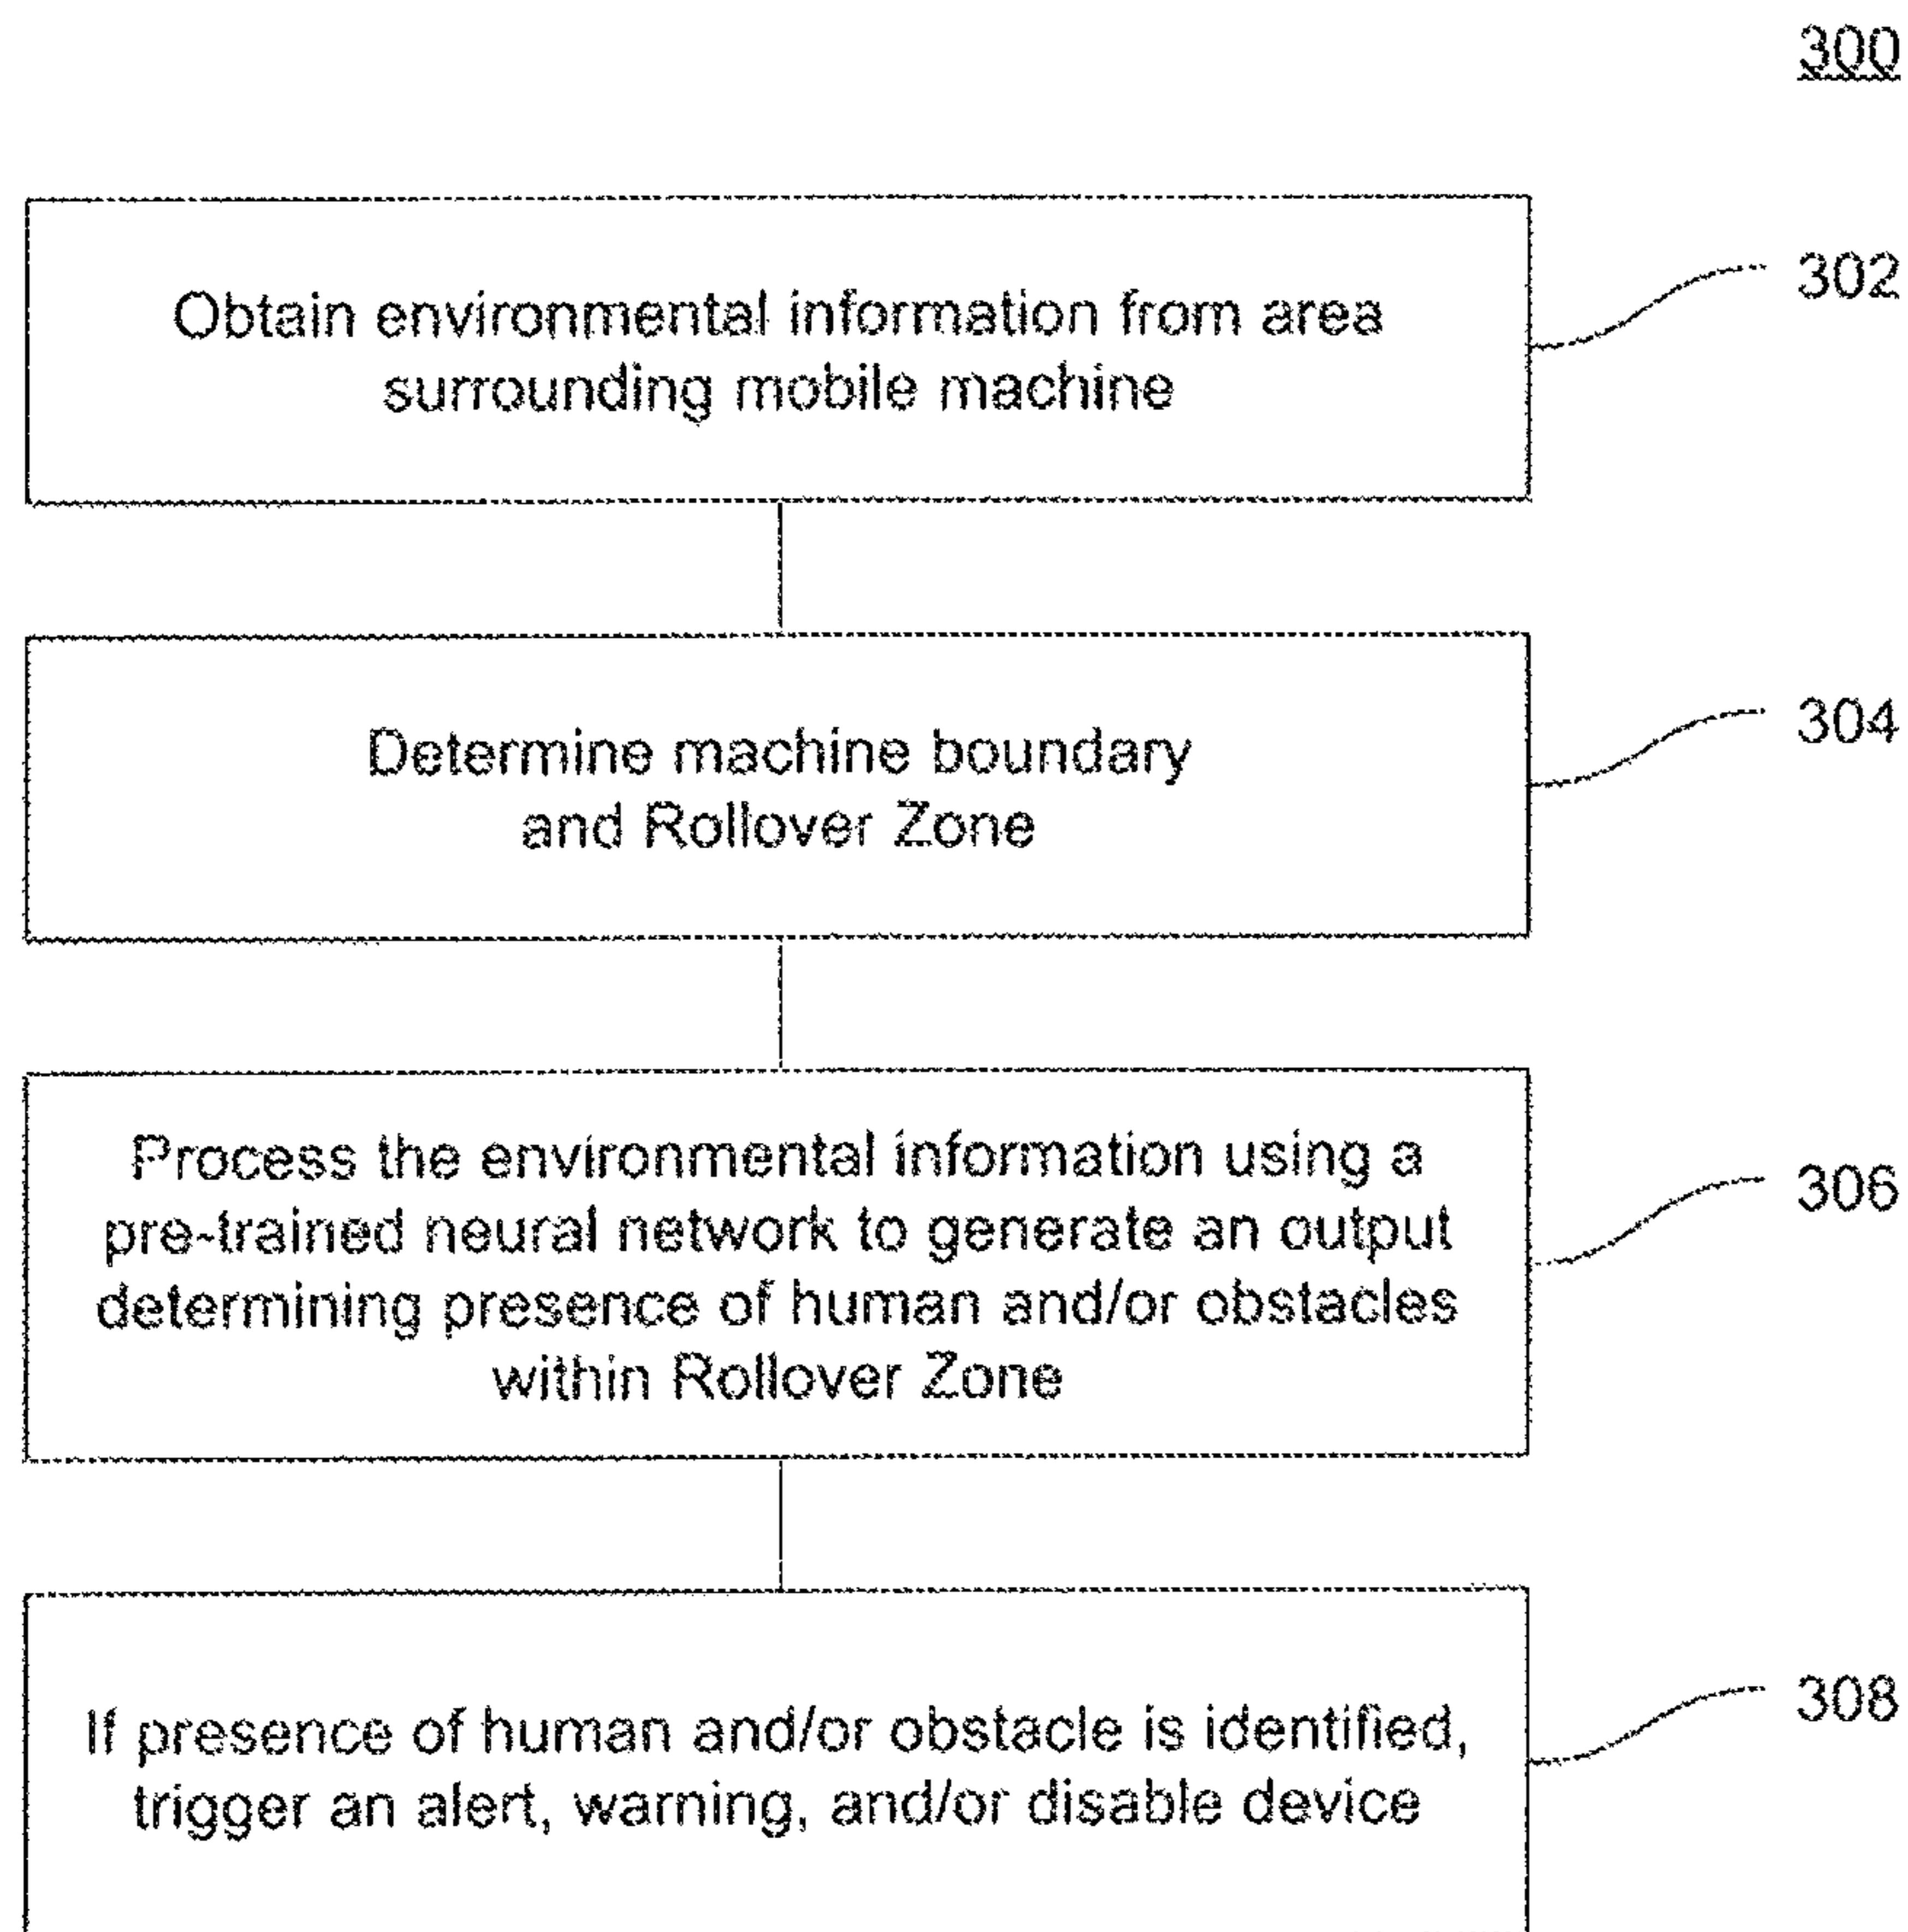 300
Obtain environmental information from area
surrounding mobile machine
302
Determine machine boundary
and Rollover Zone
304
Process the environmental information using a
pre-trained neural network to generate an output
determining presence of human and/or obstacles
within Rollover Zone
306
If presence of human and/or obstacle is identified,
trigger an alert, warning, and/or disable device
308